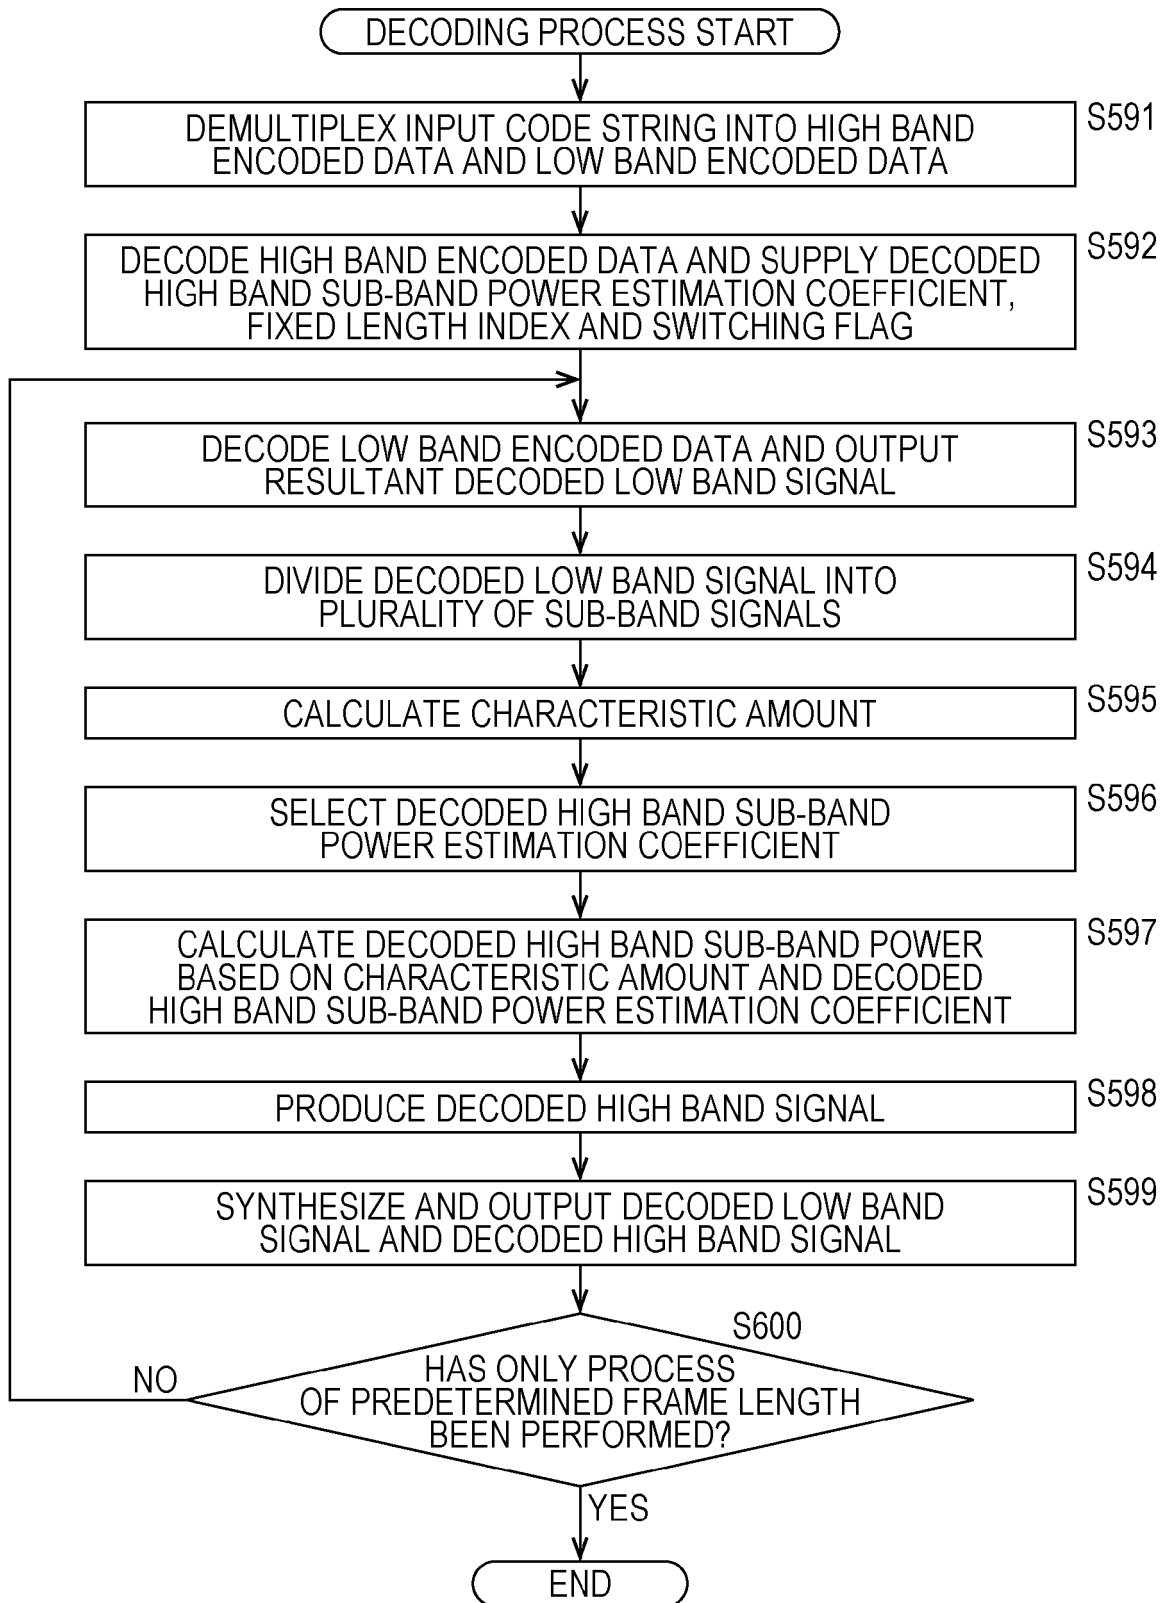 DECODING PROCESS START
S591
DEMULTIPLEX INPUT CODE STRING INTO HIGH BAND
ENCODED DATA AND LOW BAND ENCODED DATA
S592
DECODE HIGH BAND ENCODED DATA AND SUPPLY DECODED
HIGH BAND SUB-BAND POWER ESTIMATION COEFFICIENT,
FIXED LENGTH INDEX AND SWITCHING FLAG
S593
DECODE LOW BAND ENCODED DATA AND OUTPUT
RESULTANT DECODED LOW BAND SIGNAL
S594
DIVIDE DECODED LOW BAND SIGNAL INTO
PLURALITY OF SUB-BAND SIGNALS
S595
CALCULATE CHARACTERISTIC AMOUNT
S596
SELECT DECODED HIGH BAND SUB-BAND
POWER ESTIMATION COEFFICIENT
S597
CALCULATE DECODED HIGH BAND SUB-BAND POWER
BASED ON CHARACTERISTIC AMOUNT AND DECODED
HIGH BAND SUB-BAND POWER ESTIMATION COEFFICIENT
S598
PRODUCE DECODED HIGH BAND SIGNAL
S599
SYNTHESIZE AND OUTPUT DECODED LOW BAND
SIGNAL AND DECODED HIGH BAND SIGNAL
S600
HAS ONLY PROCESS
OF PREDETERMINED FRAME LENGTH
BEEN PERFORMED?
NO
YES
END